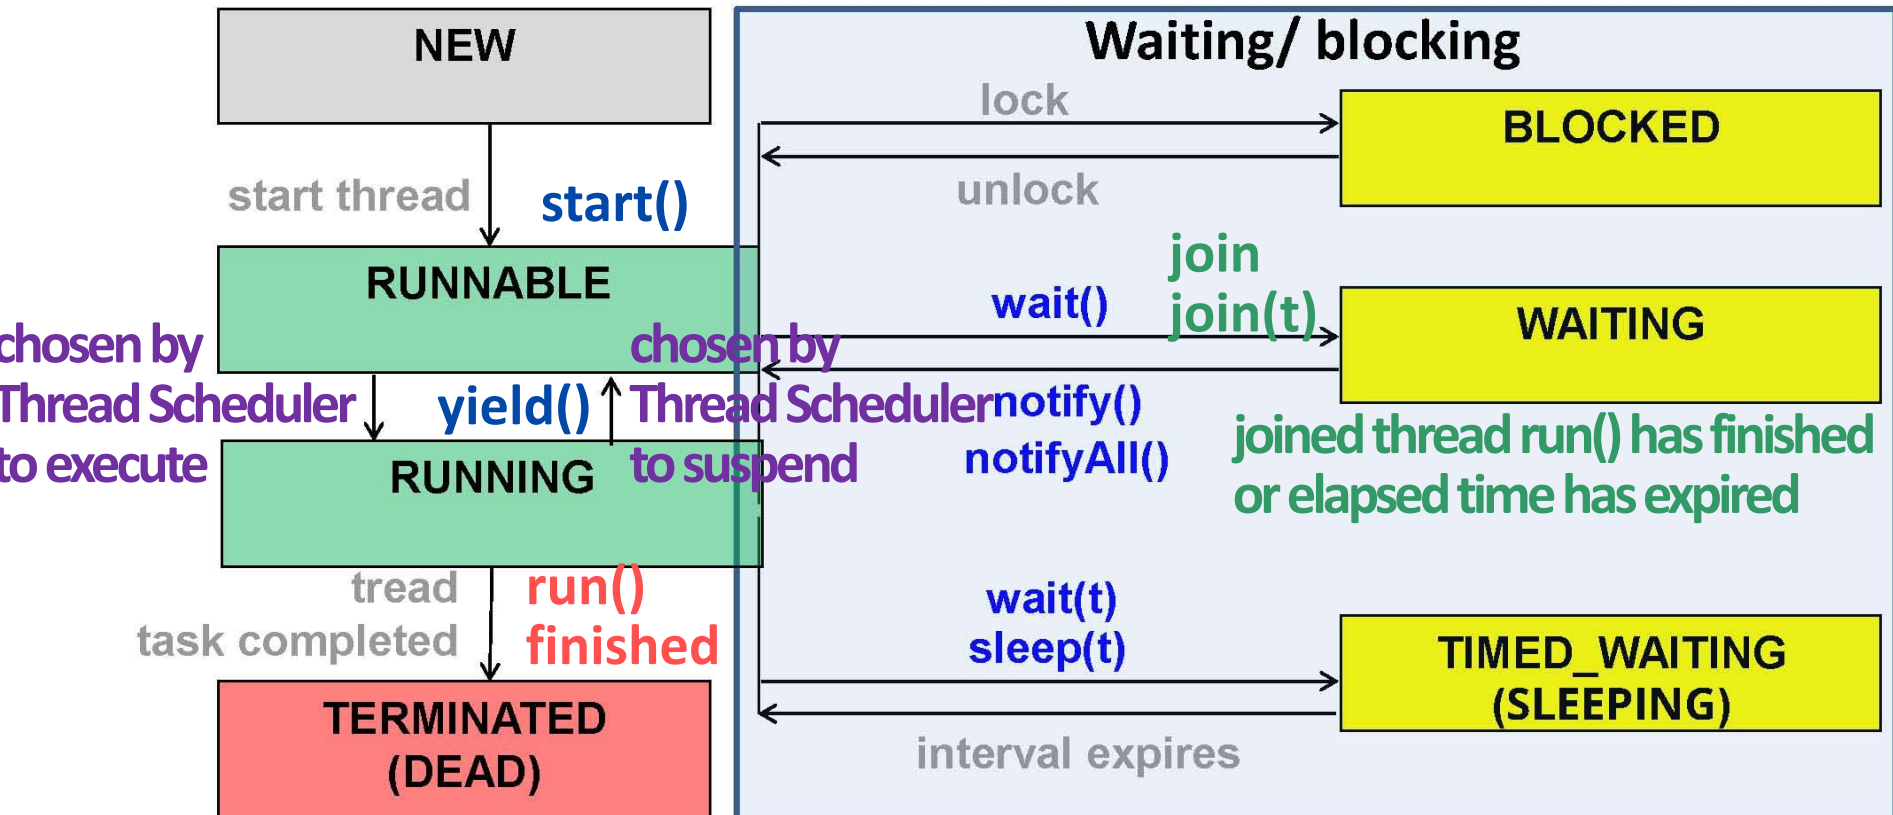 NEW
Waiting/ blocking
lock
BLOCKED
unlock
start thread
start()
RUNNABLE
join
join(t)
wait()
WAITING
chosen by
Thread Scheduler
to execute
yield()
chosen by
Thread Scheduler
to suspend
notify()
notifyAll()
joined thread run() has finished
or elapsed time has expired
RUNNING
tread
task completed
run()
finished
wait(t)
sleep(t)
TIMED_WAITING
(SLEEPING)
interval expires
TERMINATED
(DEAD)